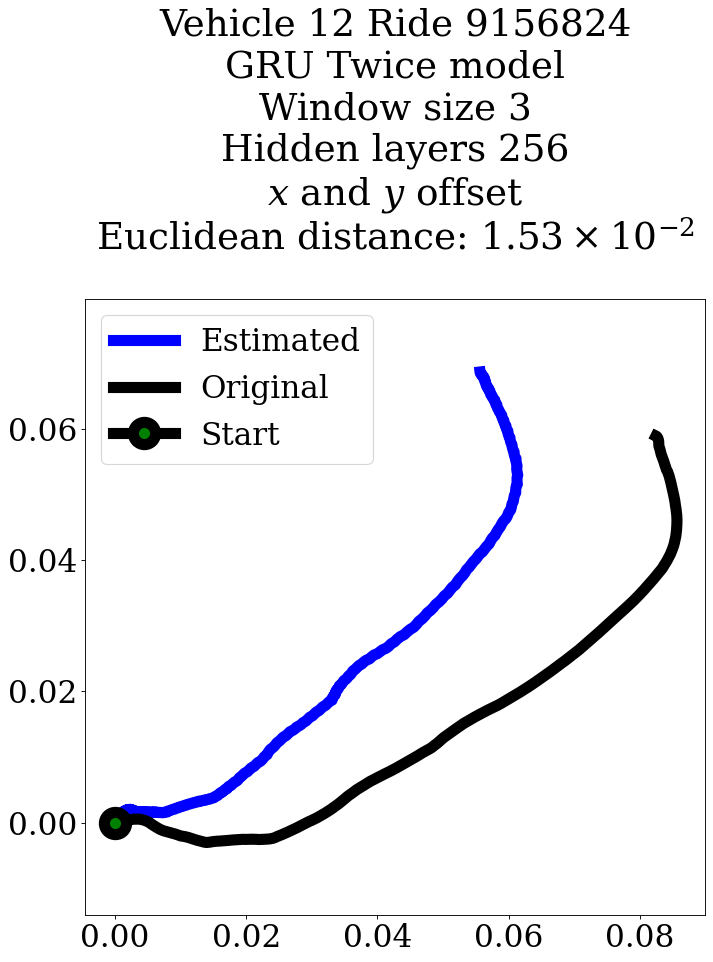 Vehicle 12 Ride 9156824
GRU Twice model
Window size 3
Hidden layers 256
x and y offset
Euclidean distance: 1.53 × 10⁻²
Estimated
Original
Start
0.06
0.04
0.02
0.00
0.00 0.02 0.04 0.06 0.08